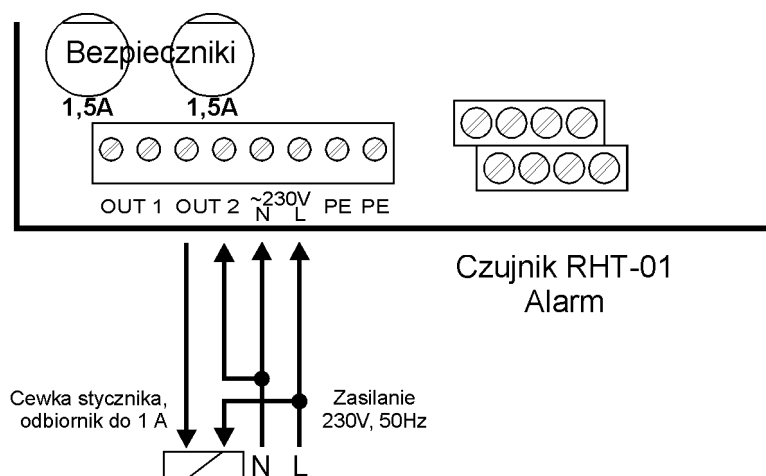 Bezpieczniki
1,5A 1,5A
OUT 1 OUT 2 ~230V PE PE
N L
Czujnik RHT-01
Alarm
Cewka stycznika,
odbiornik do 1 A
Zasilanie
230V, 50Hz
N L